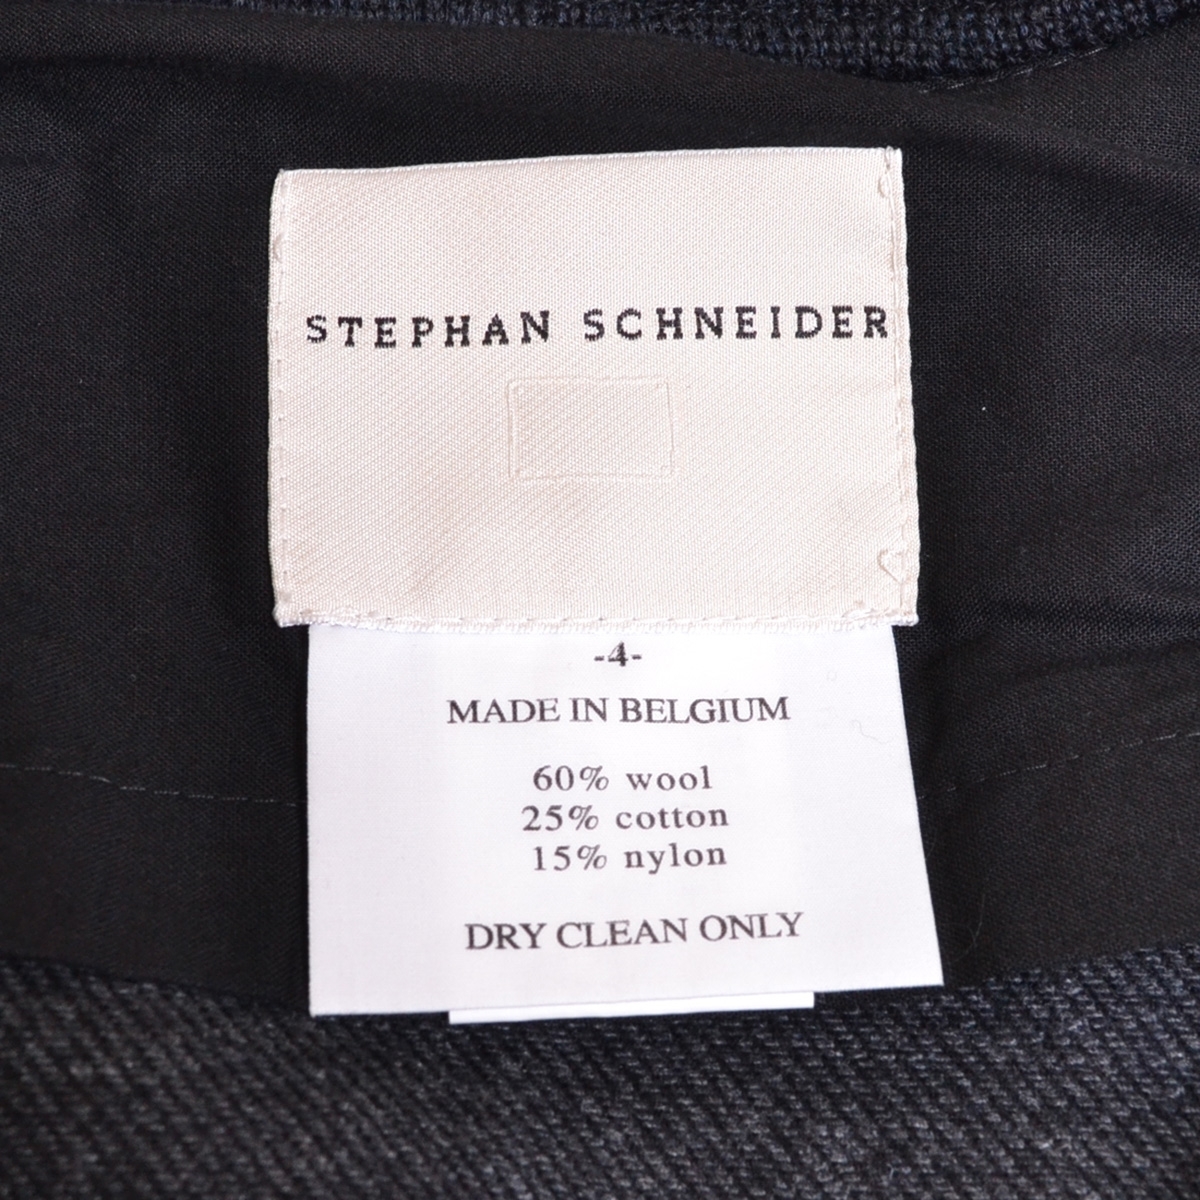 STEPHAN SCHNEIDER
-4-
MADE IN BELGIUM
60% wool
25% cotton
15% nylon
DRY CLEAN ONLY